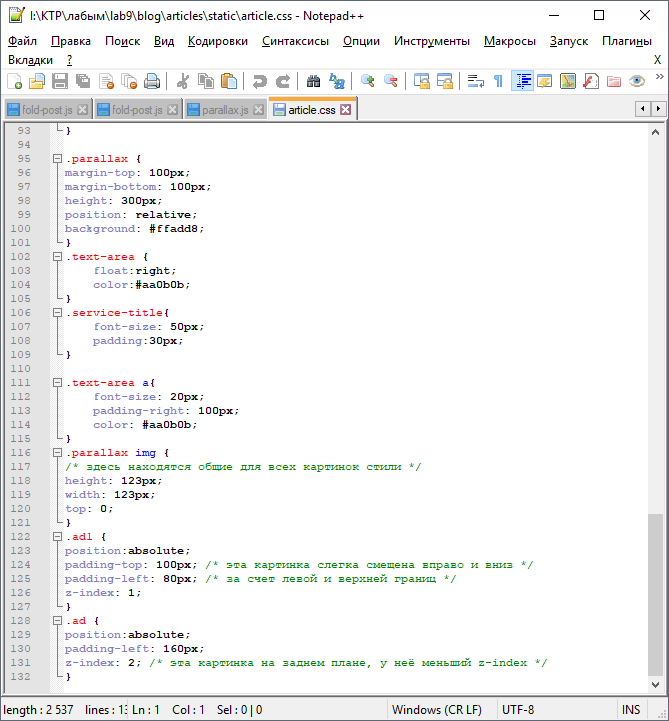 I:\КТР\лабым\lab9\blog\articles\static\article.css - Notepad++
Файл Правка Поиск Вид Кодировки Синтаксисы Опции Инструменты Макросы Запуск Плагины
Вкладки ? X
fold-post.js fold-post.js parallax.js article.css
93 }
94
95 .parallax {
96 margin-top: 100px;
97 margin-bottom: 100px;
98 height: 300px;
99 position: relative;
100 background: #ffadd8;
101 }
102 .text-area {
103 float:right;
104 color:#aa0b0b;
105 }
106 .service-title{
107 font-size: 50px;
108 padding:30px;
109 }
110
111 .text-area a{
112 font-size: 20px;
113 padding-right: 100px;
114 color: #aa0b0b;
115 }
116 .parallax img {
117 /* здесь находятся общие для всех картинок стили */
118 height: 123px;
119 width: 123px;
120 top: 0;
121 }
122 .adl {
123 position:absolute;
124 padding-top: 100px; /* эта картинка слегка смещена вправо и вниз */
125 padding-left: 80px; /* за счет левой и верхней границ */
126 z-index: 1;
127 }
128 .ad {
129 position:absolute;
130 padding-left: 160px;
131 z-index: 2; /* эта картинка на заднем плане, у неё меньший z-index */
132 }
length : 2 537 lines : 13 Ln : 1 Col : 1 Sel : 0 | 0 Windows (CR LF) UTF-8 INS